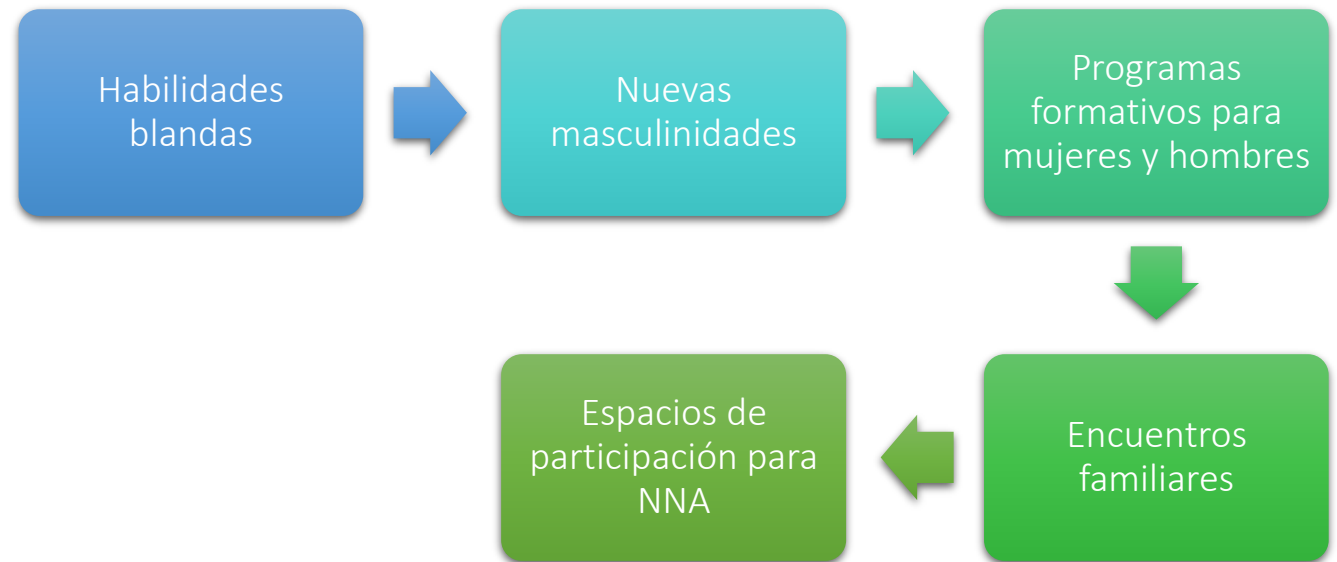 Habilidades
blandas
Nuevas
masculinidades
Programas
formativos para
mujeres y hombres
Encuentros
familiares
Espacios de
participación para
NNA